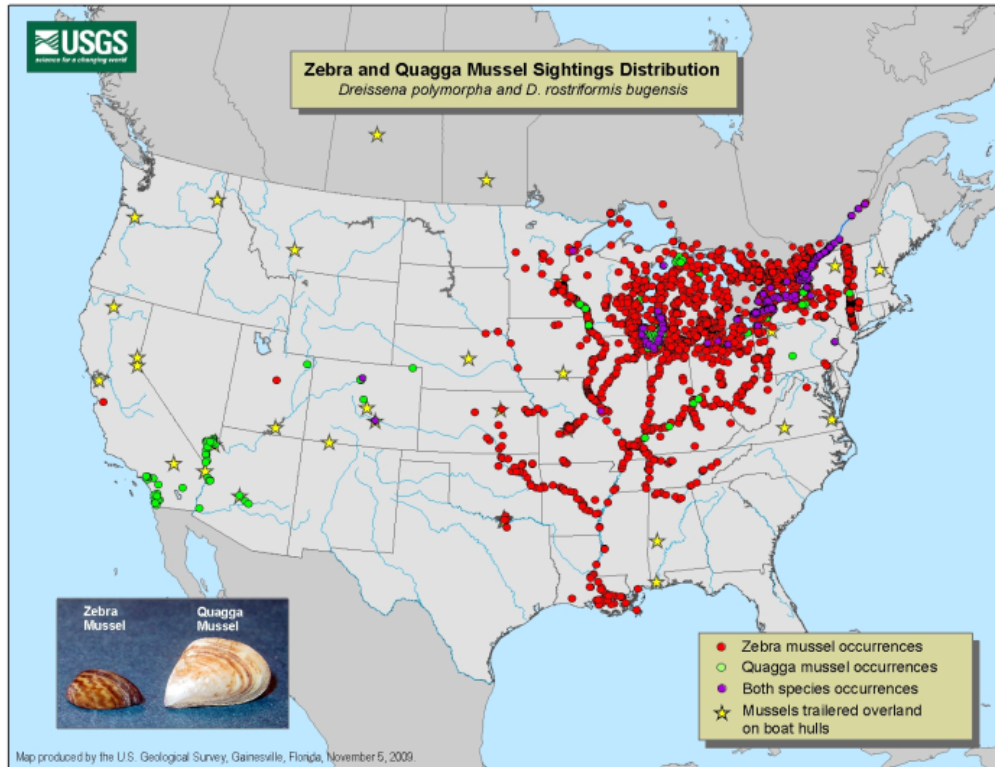 USGS
science for a changing world
Zebra and Quagga Mussel Sightings Distribution
Dreissena polymorpha and D. rostriformis bugensis
Zebra
Mussel
Quagga
Mussel
Zebra mussel occurrences
Quagga mussel occurrences
Both species occurrences
Mussels trailered overland
on boat hulls
Map produced by the U.S. Geological Survey, Gainesville, Florida, November 5, 2009.